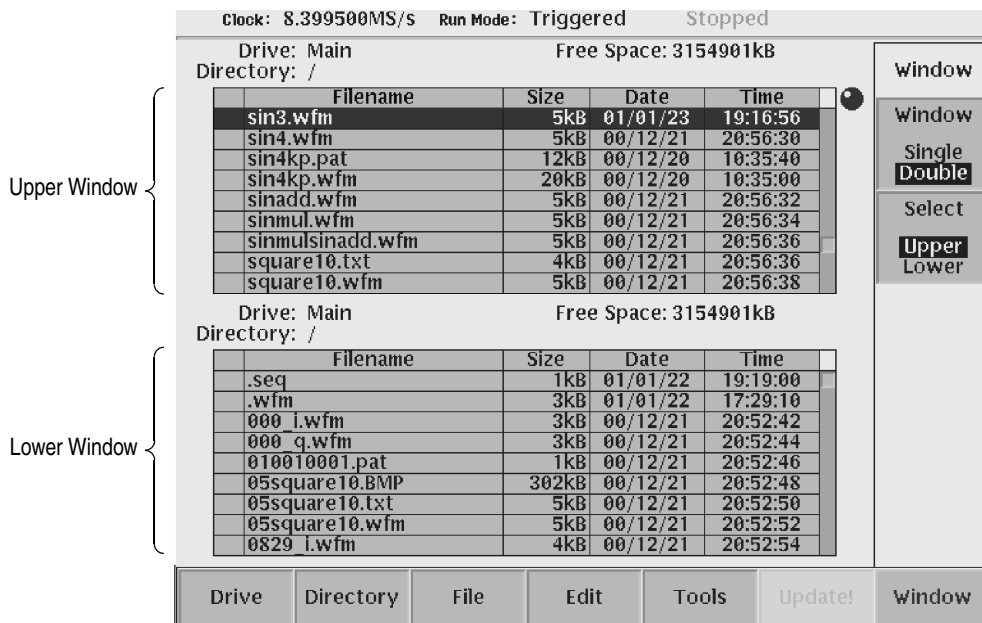 Clock: 8.399500MS/s Run Mode: Triggered Stopped
Drive: Main Free Space: 3154901kB
Directory: /
Filename Size Date Time
sin3.wfm 5kB 01/01/23 19:16:56
sin4.wfm 5kB 00/12/21 20:56:30
sin4kp.pat 12kB 00/12/20 10:35:40
sin4kp.wfm 20kB 00/12/20 10:35:00
sinadd.wfm 5kB 00/12/21 20:56:32
sinmul.wfm 5kB 00/12/21 20:56:34
sinmulsinadd.wfm 5kB 00/12/21 20:56:36
square10.txt 4kB 00/12/21 20:56:36
square10.wfm 5kB 00/12/21 20:56:38
Upper Window
Drive: Main Free Space: 3154901kB
Directory: /
Filename Size Date Time
.seq 1kB 01/01/22 19:19:00
.wfm 3kB 01/01/22 17:29:10
000_i.wfm 3kB 00/12/21 20:52:42
000_q.wfm 3kB 00/12/21 20:52:44
010010001.pat 1kB 00/12/21 20:52:46
05square10.BMP 302kB 00/12/21 20:52:48
05square10.txt 5kB 00/12/21 20:52:50
05square10.wfm 5kB 00/12/21 20:52:52
0829_i.wfm 4kB 00/12/21 20:52:54
Lower Window
Window
Window
Single
Double
Select
Upper
Lower
Drive Directory File Edit Tools Update! Window